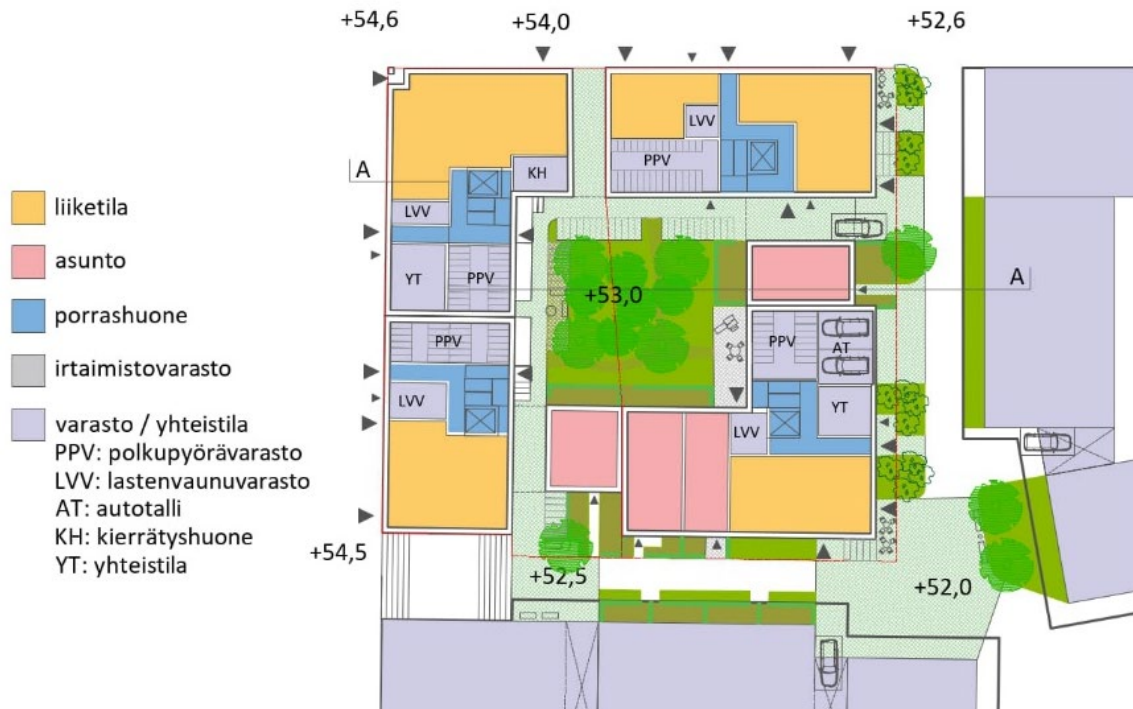 +54,6
+54,0
+52,6
LVV
PPV
KH
A
LVV
YT
PPV
A
+53,0
PPV
AT
PPV
LVV
YT
LVV
+54,5
+52,5
+52,0
liiketila
asunto
porrashuone
irtaimistovarasto
varasto / yhteistila
PPV: polkupyörävarasto
LVV: lastenvaunuvarasto
AT: autotalli
KH: kierrätyshuone
YT: yhteistila